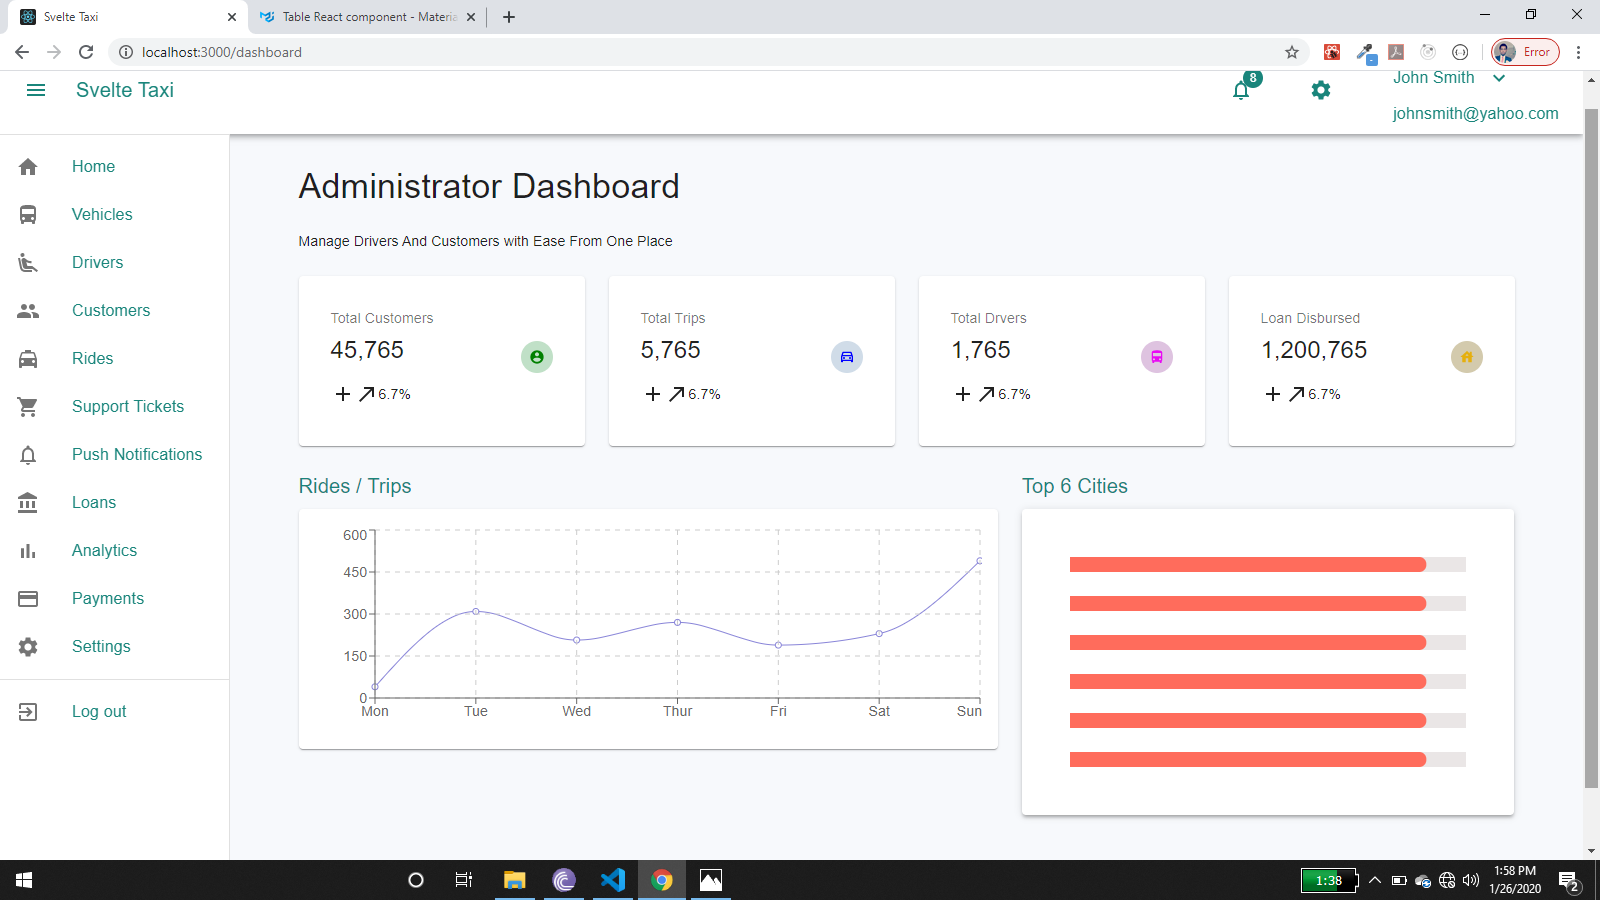 Svelte Taxi
Table React component - Materia
localhost:3000/dashboard
Error
Svelte Taxi
8
John Smith
johnsmith@yahoo.com
Home
Vehicles
Drivers
Customers
Rides
Support Tickets
Push Notifications
Loans
Analytics
Payments
Settings
Log out
Administrator Dashboard
Manage Drivers And Customers with Ease From One Place
Total Customers
45,765
6.7%
Total Trips
5,765
6.7%
Total Drvers
1,765
6.7%
Loan Disbursed
1,200,765
6.7%
Rides / Trips
600
450
300
150
0
Mon Tue Wed Thur Fri Sat Sun
Top 6 Cities
1:38
1:58 PM
1/26/2020
2